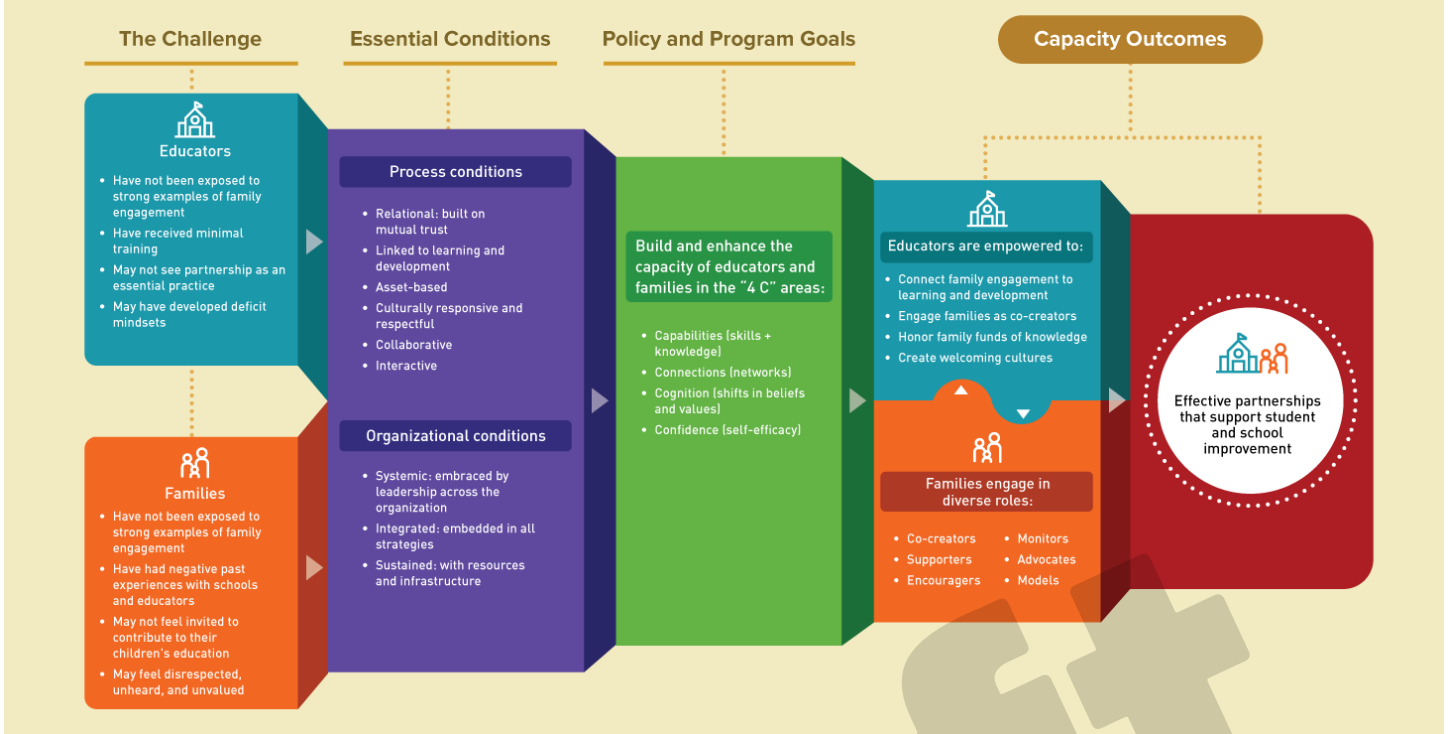 The Challenge
Essential Conditions
Policy and Program Goals
Capacity Outcomes
Educators
• Have not been exposed to
strong examples of family
engagement
• Have received minimal
training
• May not see partnership as an
essential practice
• May have developed deficit
mindsets
Families
• Have not been exposed to
strong examples of family
engagement
• Have had negative past
experiences with schools
and educators
• May not feel invited to
contribute to their
children's education
• May feel disrespected,
unheard, and unvalued
Process conditions
• Relational: built on
mutual trust
• Linked to learning and
development
• Asset-based
• Culturally responsive and
respectful
• Collaborative
• Interactive
Organizational conditions
• Systemic: embraced by
leadership across the
organization
• Integrated: embedded in all
strategies
• Sustained: with resources
and infrastructure
Build and enhance the
capacity of educators and
families in the "4 C" areas:
• Capabilities (skills +
knowledge)
• Connections (networks)
• Cognition (shifts in beliefs
and values)
• Confidence (self-efficacy)
Educators are empowered to:
• Connect family engagement to
learning and development
• Engage families as co-creators
• Honor family funds of knowledge
• Create welcoming cultures
Families engage in
diverse roles:
• Co-creators
• Supporters
• Encouragers
• Monitors
• Advocates
• Models
Effective partnerships
that support student
and school
improvement